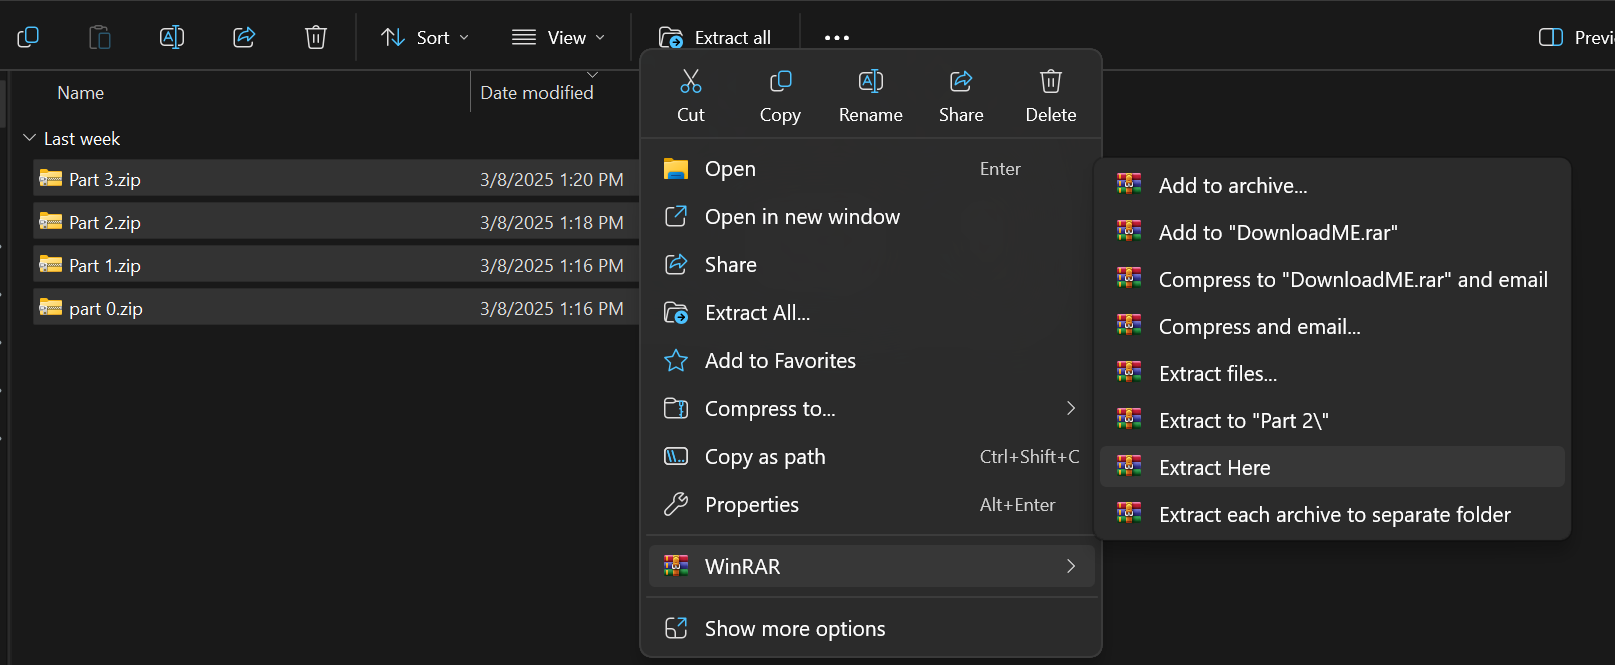 Sort
View
Extract all
Previ
Name
Date modified
Last week
Part 3.zip 3/8/2025 1:20 PM
Part 2.zip 3/8/2025 1:18 PM
Part 1.zip 3/8/2025 1:16 PM
part 0.zip 3/8/2025 1:16 PM
Cut
Copy
Rename
Share
Delete
Open Enter
Open in new window
Share
Extract All...
Add to Favorites
Compress to...
Copy as path Ctrl+Shift+C
Properties Alt+Enter
WinRAR
Show more options
Add to archive...
Add to "DownloadME.rar"
Compress to "DownloadME.rar" and email
Compress and email...
Extract files...
Extract to "Part 2\"
Extract Here
Extract each archive to separate folder